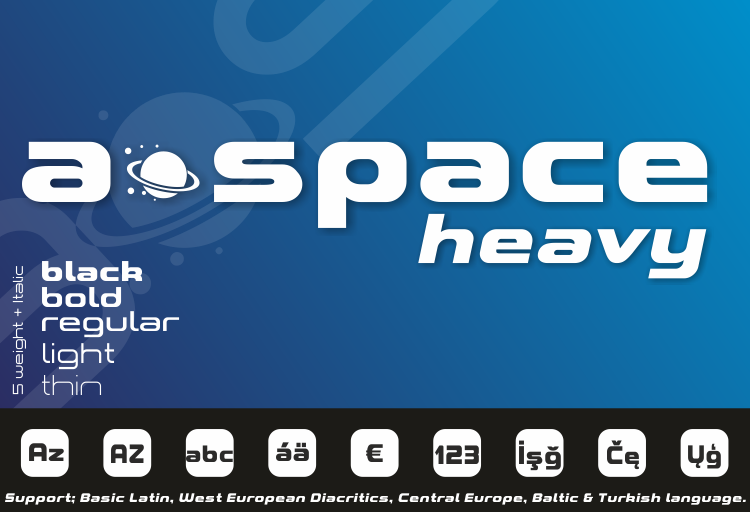 a space
heavy
5 weight + Italic
black
bold
regular
light
thin
Az AZ abc áä € 123 İşğ Čę Ųģ
Support; Basic Latin, West European Diacritics, Central Europe, Baltic & Turkish language.